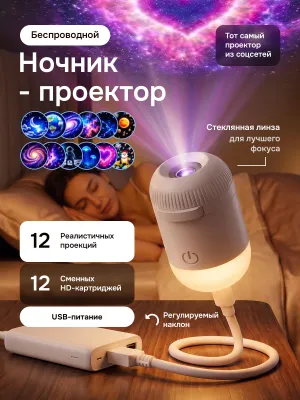 Беспроводной
Ночник
- проектор
Тот самый
проектор
из соцсетей
Стеклянная линза
для лучшего
фокуса
12
Реалистичных
проекций
12
Сменных
HD-картриджей
USB-питание
Регулируемый
наклон